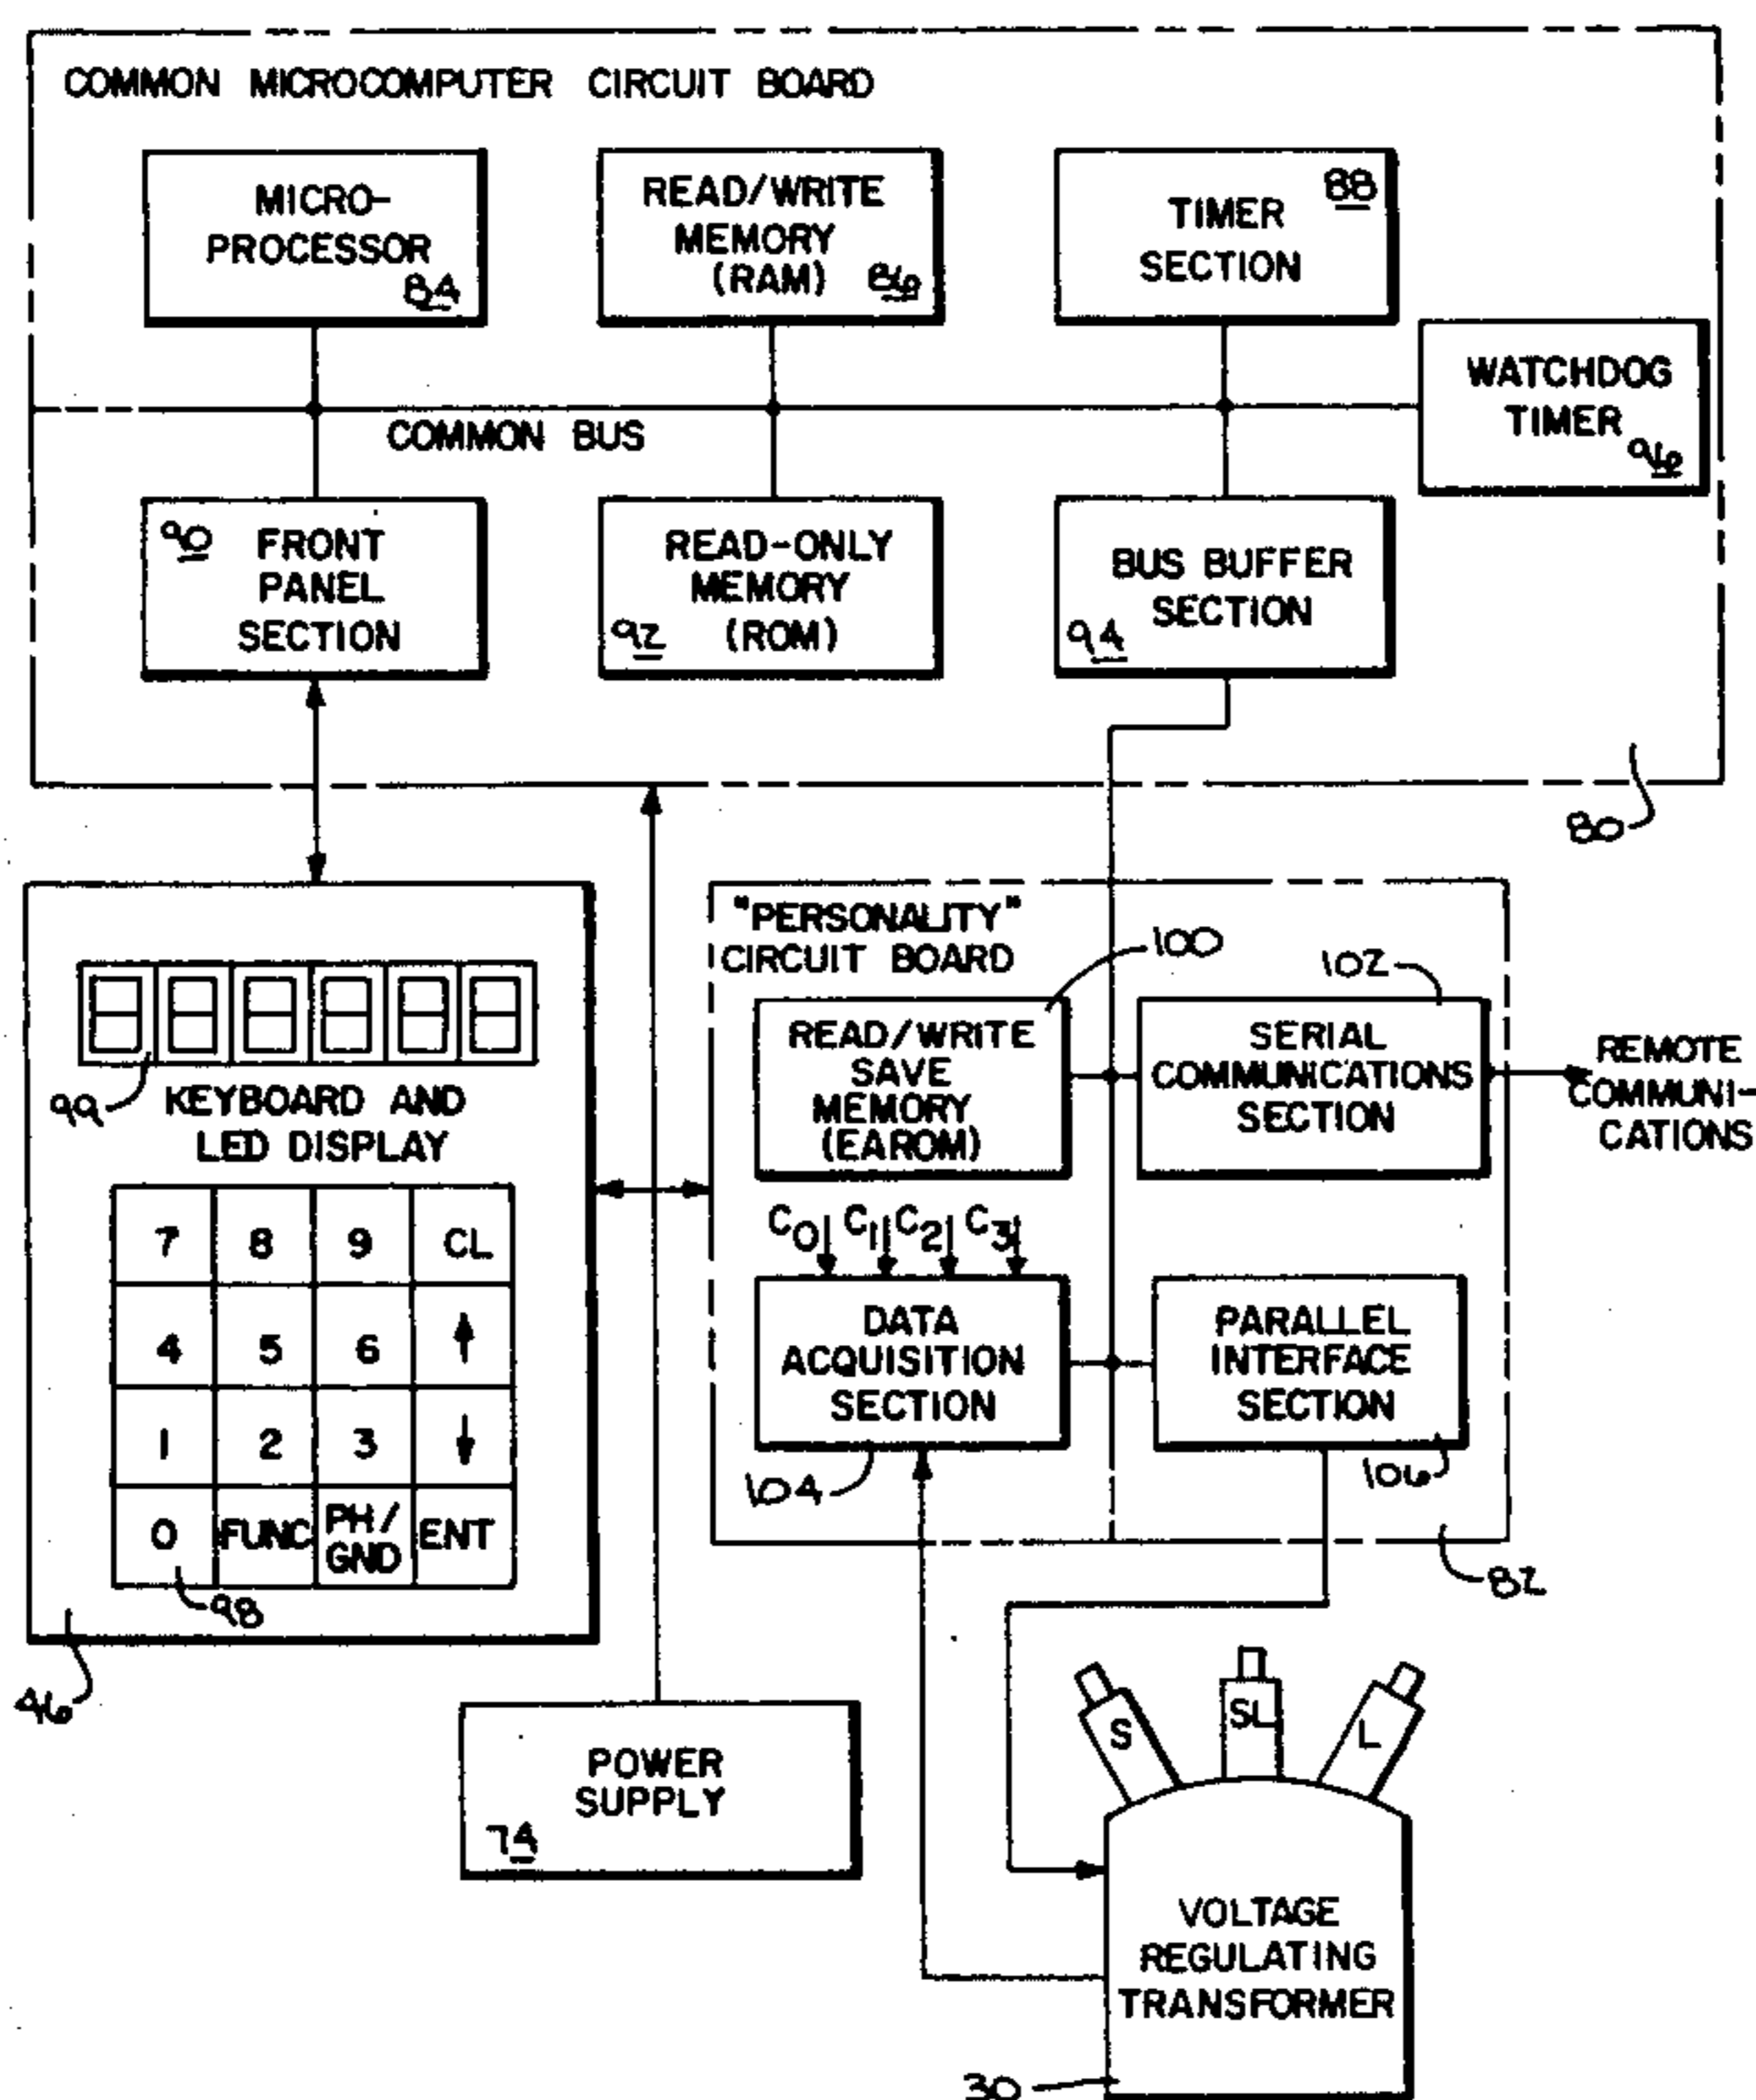 COMMON MICROCOMPUTER CIRCUIT BOARD
MICRO-
PROCESSOR
84
READ/WRITE
MEMORY
(RAM)
86
88
TIMER
SECTION
WATCHDOG
TIMER
96
COMMON BUS
90
FRONT
PANEL
SECTION
READ-ONLY
MEMORY
(ROM)
92
BUS BUFFER
SECTION
94
80
99
KEYBOARD AND
LED DISPLAY
7 8 9 CL
4 5 6 ↑
1 2 3 ↓
0 FUNC PH/
GND ENT
98
46
"PERSONALITY"
CIRCUIT BOARD
100
102
READ/WRITE
SAVE
MEMORY
(EAROM)
SERIAL
COMMUNICATIONS
SECTION
REMOTE
COMMUNI-
CATIONS
C0 C1 C2 C3
DATA
ACQUISITION
SECTION
104
PARALLEL
INTERFACE
SECTION
106
82
POWER
SUPPLY
74
S SL L
VOLTAGE
REGULATING
TRANSFORMER
30